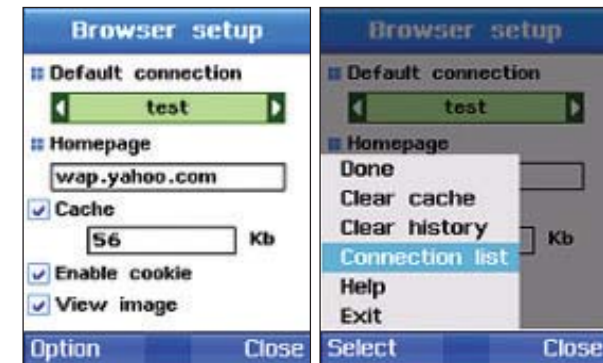 Browser setup
Default connection
test
Homepage
wap.yahoo.com
Cache
56 Kb
Enable cookie
View image
Option Close
Browser setup
Default connection
test
Homepage
Done
Clear cache
Clear history
Kb
Connection list
Help
Exit
Select Close